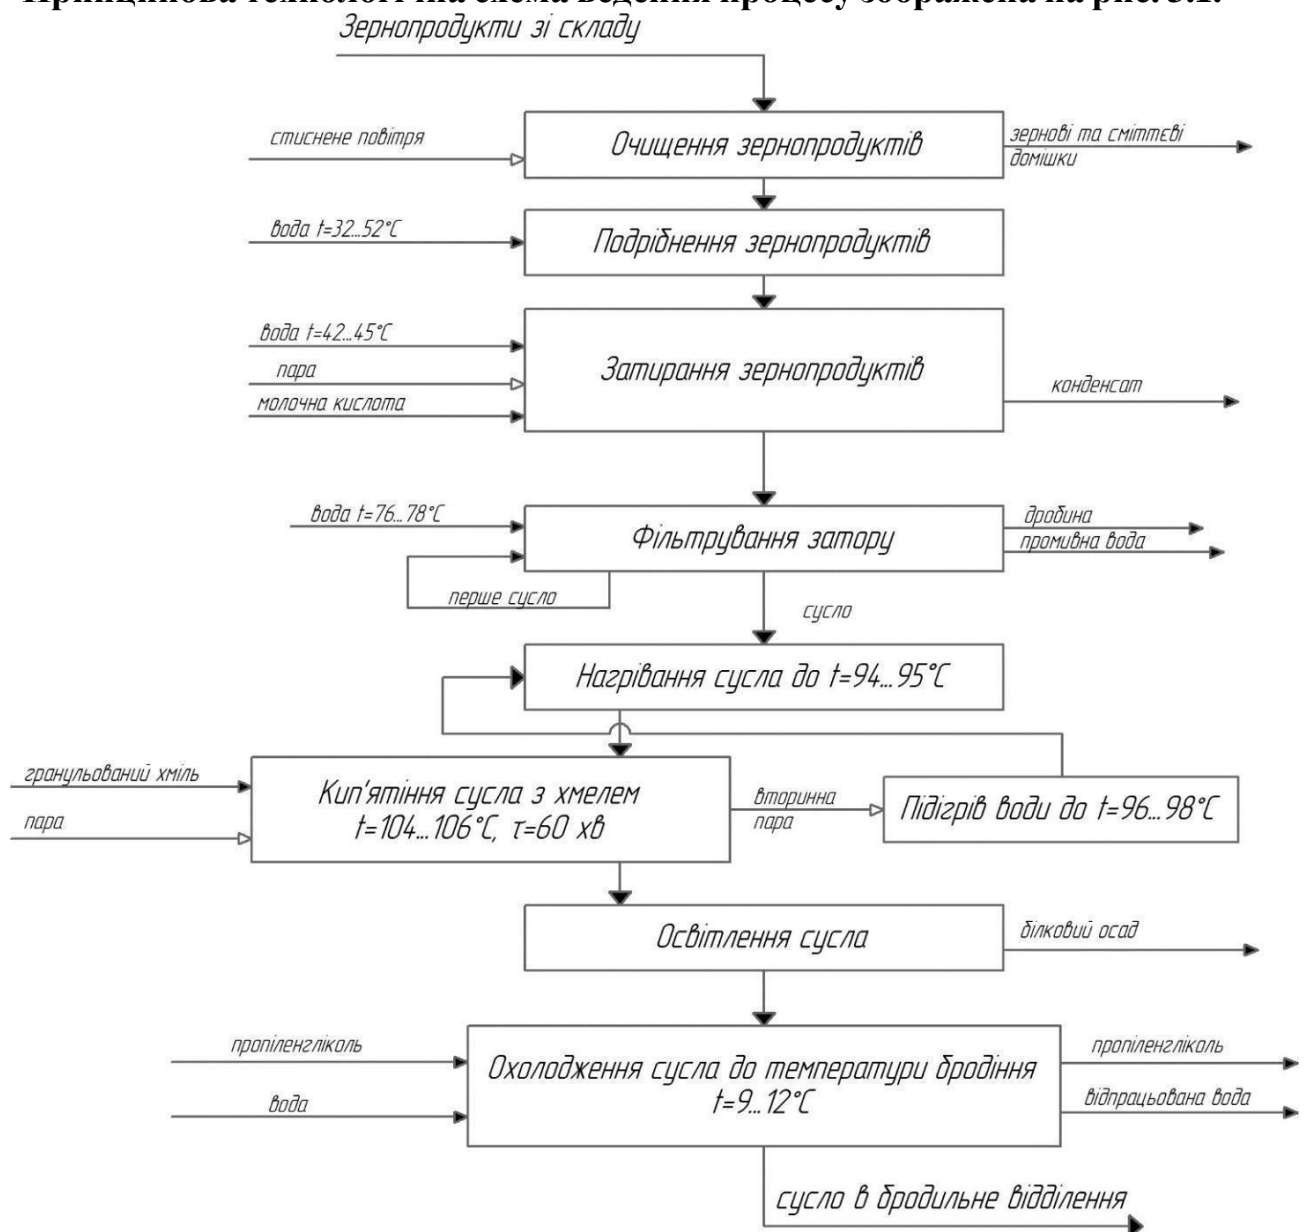 схема ведення процесу зображена на рис. 3.1.
Зернопродукти зі складу
стиснене повітря
Очищення зернопродуктів
зернові та сміттєві
домішки
вода t=32...52°C
Подрібнення зернопродуктів
вода t=42...45°C
пара
молочна кислота
Затирання зернопродуктів
конденсат
вода t=76...78°C
Фільтрування затору
дробина
промивна вода
перше сусло
сусло
Нагрівання сусла до t=94...95°C
гранульований хміль
пара
Кип'ятіння сусла з хмелем
t=104...106°C, τ=60 хв
вторинна
пара
Підігрів води до t=96...98°C
Освітлення сусла
білковий осад
пропіленгліколь
вода
Охолодження сусла до температури бродіння
t=9...12°C
пропіленгліколь
відпрацьована вода
сусло в бродильне відділення